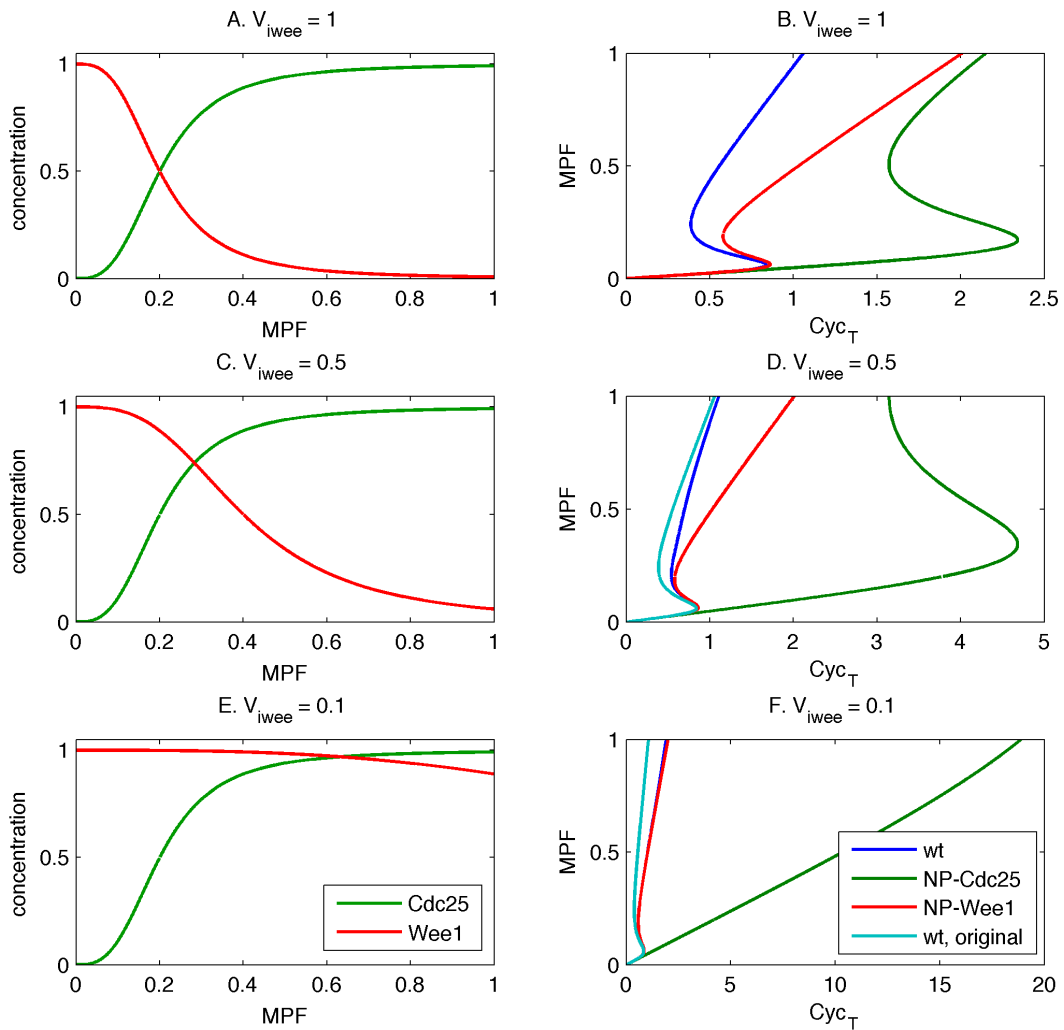 A. V_iwee = 1
concentration
1
0.5
0
0 0.2 0.4 0.6 0.8 1
MPF
B. V_iwee = 1
MPF
1
0.5
0
0 0.5 1 1.5 2 2.5
Cyc_T
C. V_iwee = 0.5
concentration
1
0.5
0
0 0.2 0.4 0.6 0.8 1
MPF
D. V_iwee = 0.5
MPF
1
0.5
0
0 1 2 3 4 5
Cyc_T
E. V_iwee = 0.1
concentration
1
0.5
0
0 0.2 0.4 0.6 0.8 1
MPF
Cdc25
Wee1
F. V_iwee = 0.1
MPF
1
0.5
0
0 5 10 15 20
Cyc_T
wt
NP-Cdc25
NP-Wee1
wt, original